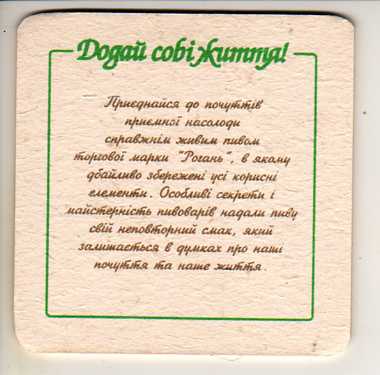 Додай собі життя!
Приєднайся до почуттів
приємної насолоди
справжнім живим пивом
торгової марки "Рогань", в якому
дбайливо збережені усі корисні
елементи. Особливі секрети і
майстерність пивоварів надали пиву
свій неповторний смак, який
залишається в думках про наші
почуття та наше життя.